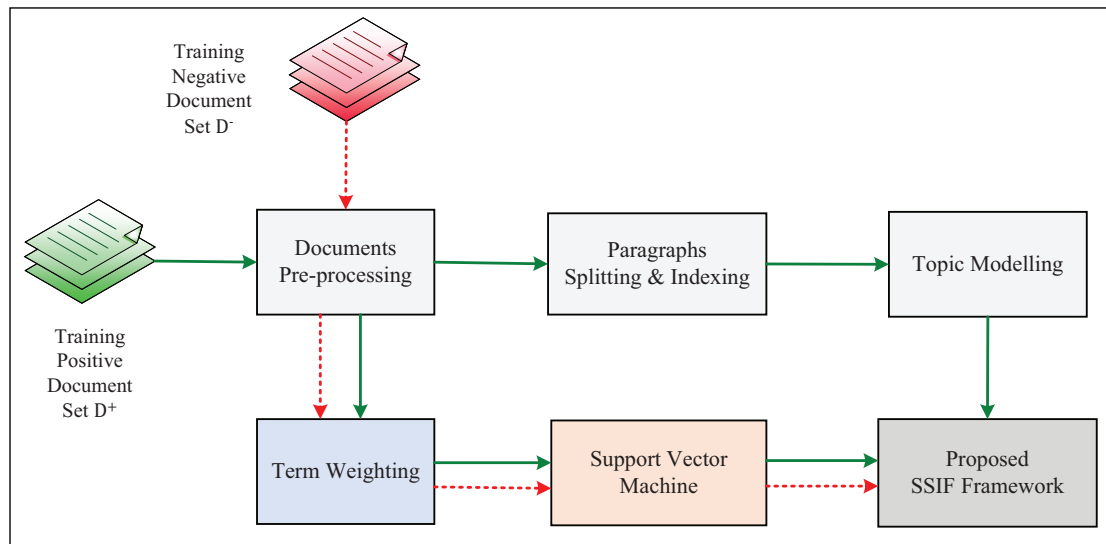 Training
Negative
Document
Set D⁻
Documents
Pre-processing
Paragraphs
Splitting & Indexing
Topic Modelling
Training
Positive
Document
Set D⁺
Term Weighting
Support Vector
Machine
Proposed
SSIF Framework